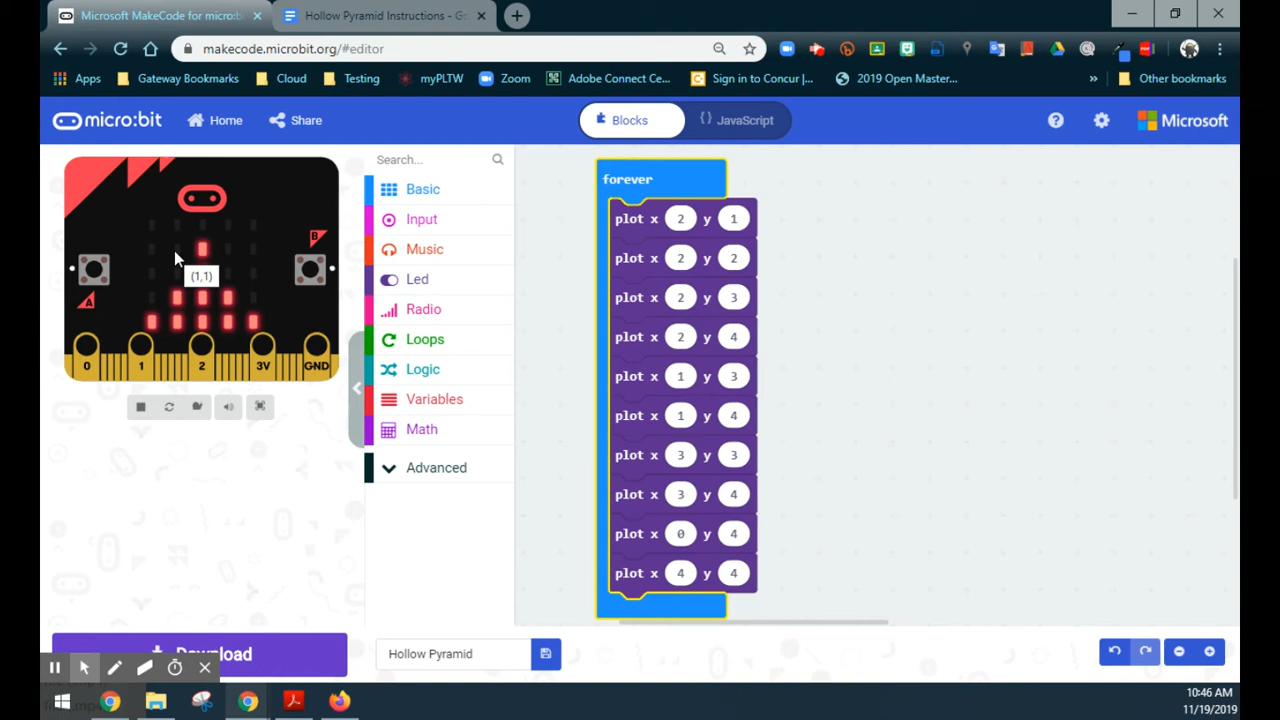 Microsoft MakeCode for micro:bi
Hollow Pyramid Instructions - Go
makecode.microbit.org/#editor
Apps
Gateway Bookmarks
Cloud
Testing
myPLTW
Zoom
Adobe Connect Ce...
Sign in to Concur |...
2019 Open Master...
»
Other bookmarks
micro:bit
Home
Share
Blocks
{} JavaScript
Microsoft
Search...
Basic
Input
Music
Led
Radio
Loops
Logic
Variables
Math
Advanced
A
B
(1,1)
0
1
2
3V
GND
forever
plot x 2 y 1
plot x 2 y 2
plot x 2 y 3
plot x 2 y 4
plot x 1 y 3
plot x 1 y 4
plot x 3 y 3
plot x 3 y 4
plot x 0 y 4
plot x 4 y 4
Download
Hollow Pyramid
10:46 AM
11/19/2019